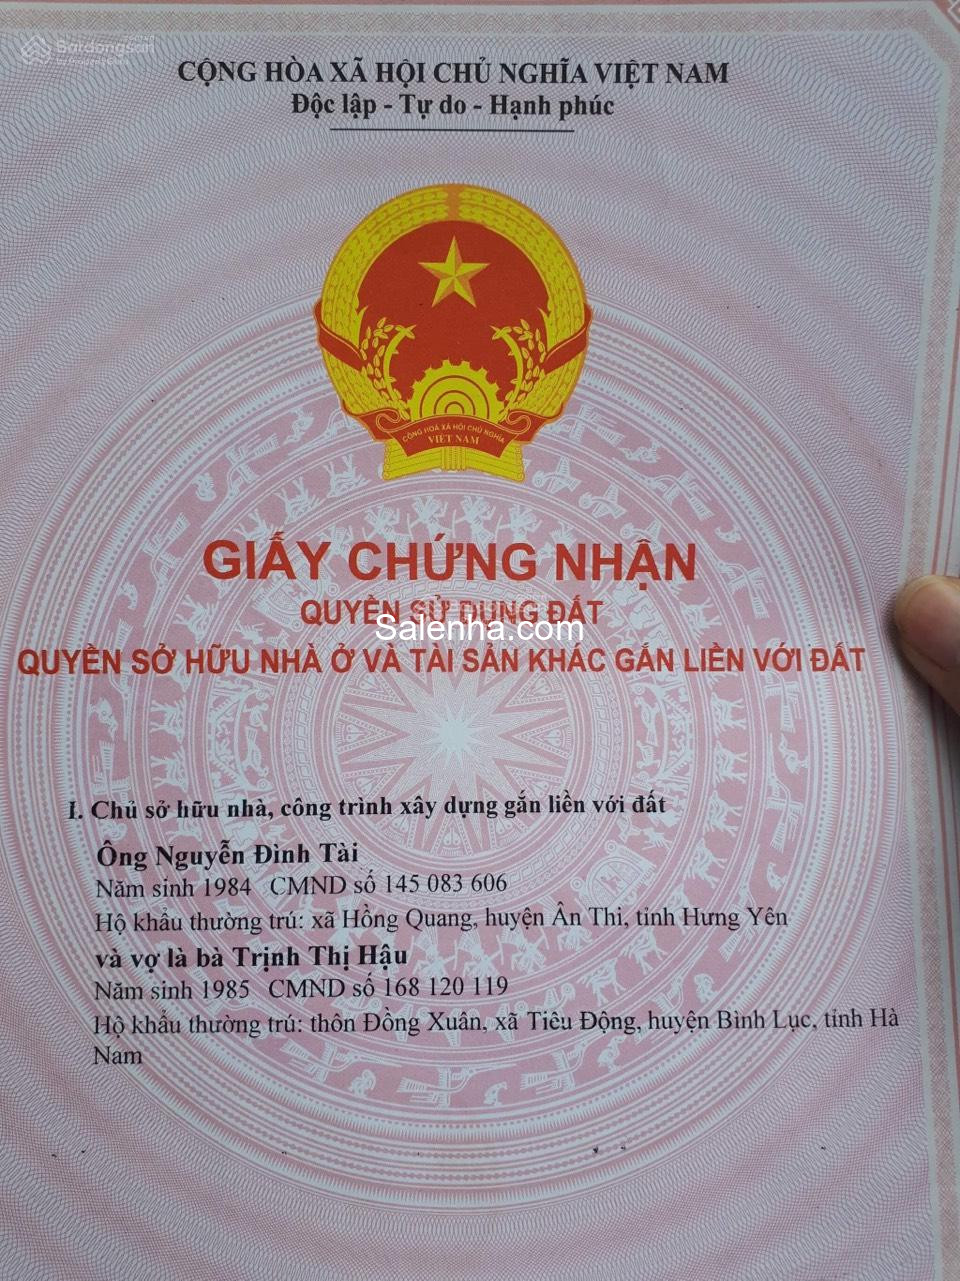 Batdongsan
by PropertyGuru
CỘNG HÒA XÃ HỘI CHỦ NGHĨA VIỆT NAM
Độc lập - Tự do - Hạnh phúc
CỘNG HOÀ XÃ HỘI CHỦ NGHĨA
VIỆT NAM
GIẤY CHỨNG NHẬN
QUYỀN SỬ DỤNG ĐẤT
Salenha.com
QUYỀN SỞ HỮU NHÀ Ở VÀ TÀI SẢN KHÁC GẮN LIỀN VỚI ĐẤT
I. Chủ sở hữu nhà, công trình xây dựng gắn liền với đất
Ông Nguyễn Đình Tài
Năm sinh 1984 CMND số 145 083 606
Hộ khẩu thường trú: xã Hồng Quang, huyện Ân Thi, tỉnh Hưng Yên
và vợ là bà Trịnh Thị Hậu
Năm sinh 1985 CMND số 168 120 119
Hộ khẩu thường trú: thôn Đồng Xuân, xã Tiêu Động, huyện Bình Lục, tỉnh Hà
Nam